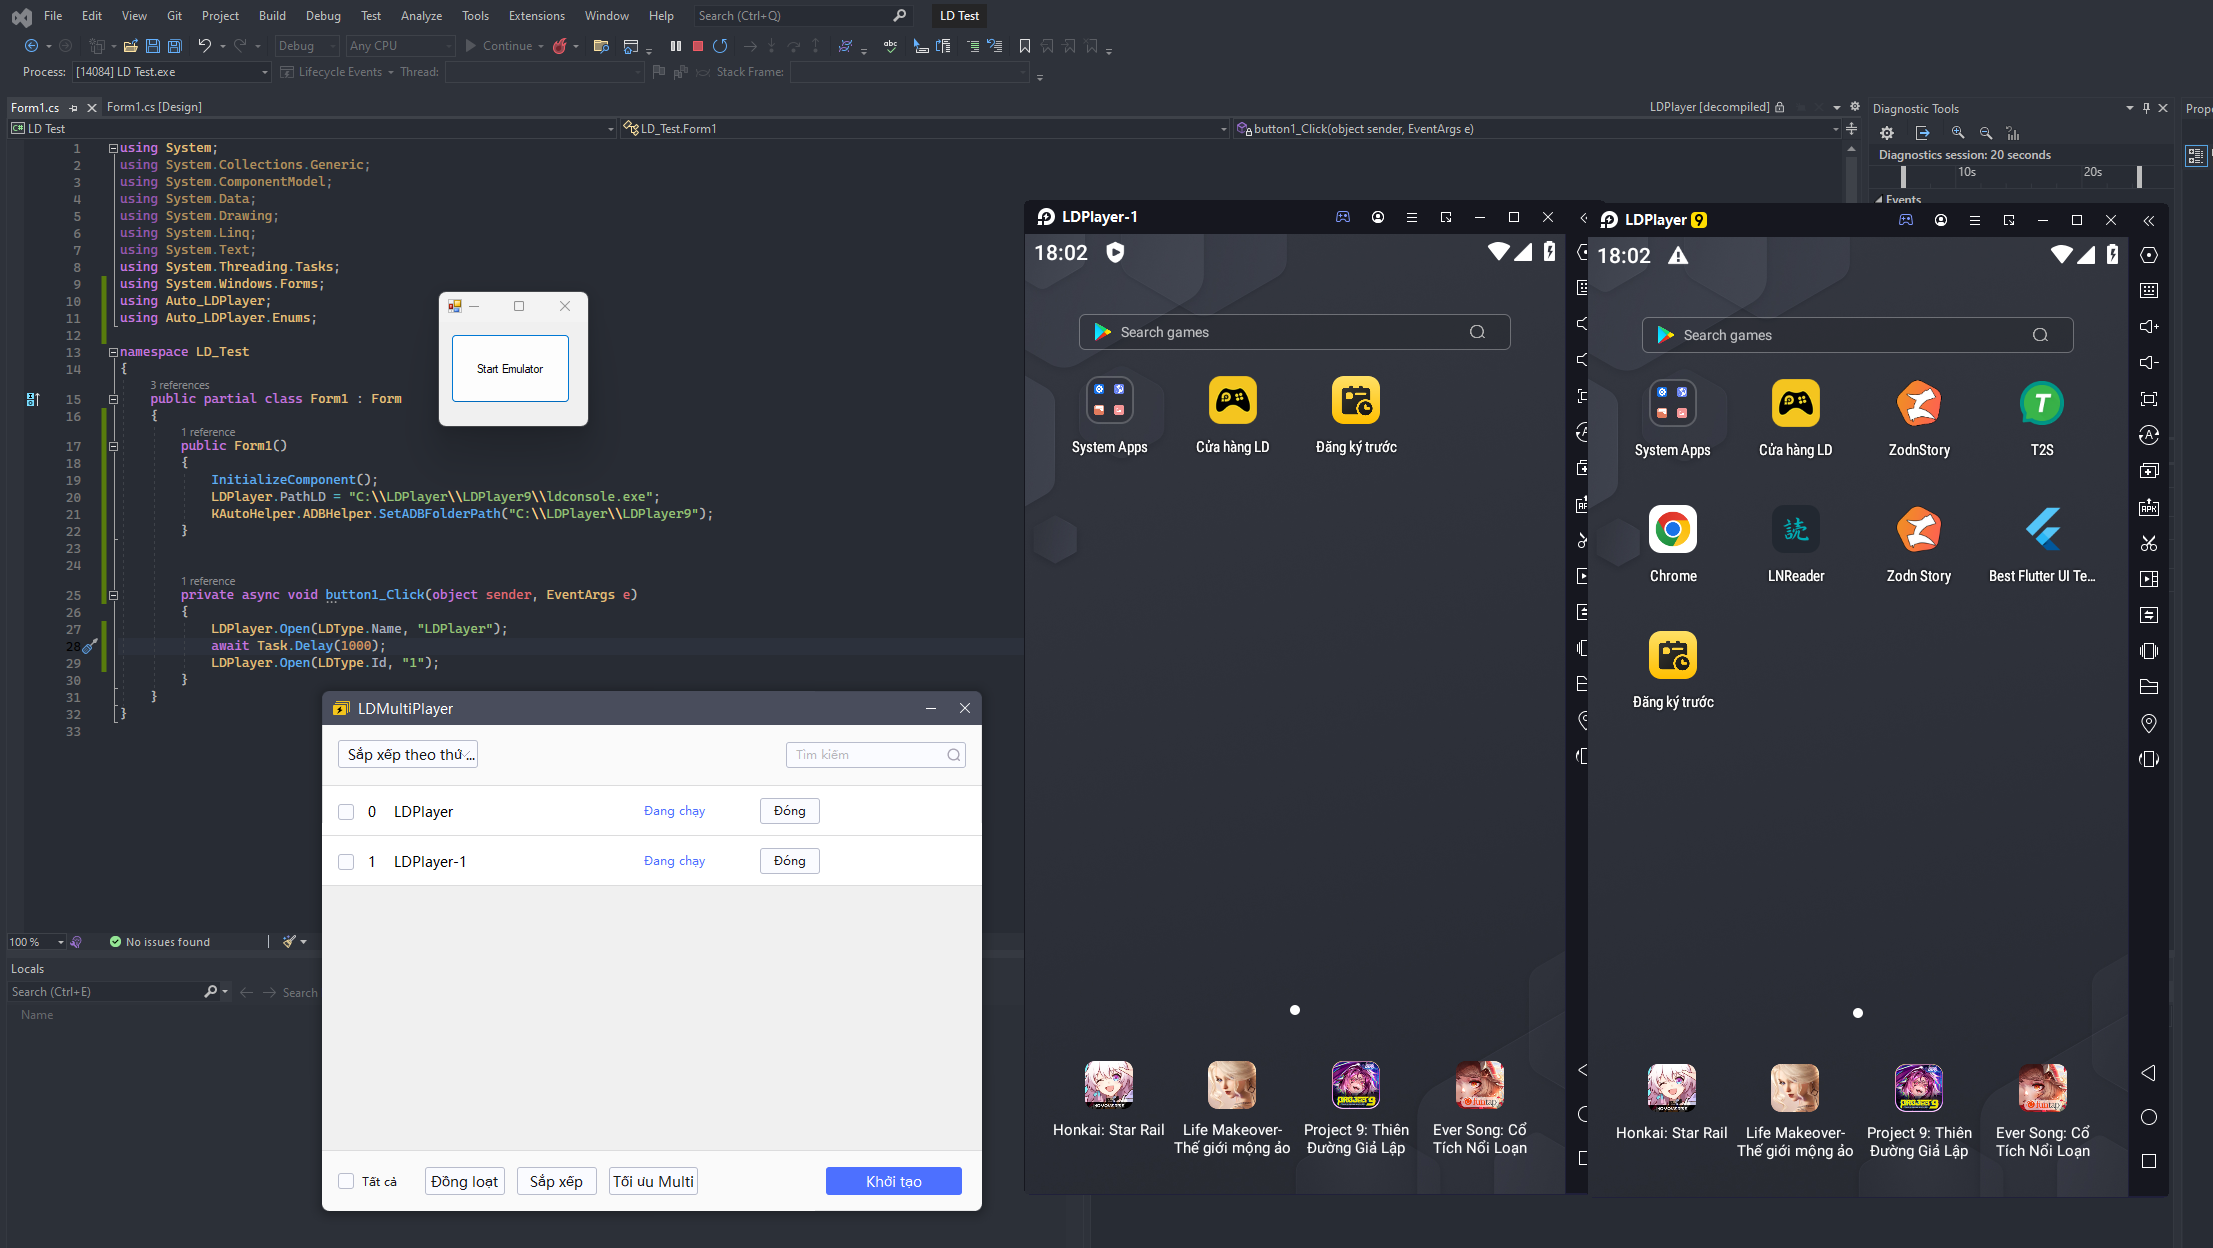 File Edit View Git Project Build Debug Test Analyze Tools Extensions Window Help Search (Ctrl+Q) LD Test
Debug Any CPU Continue
Process: [14084] LD Test.exe Lifecycle Events Thread: Stack Frame:
Form1.cs Form1.cs [Design] LDPlayer [decompiled]
LD Test LD_Test.Form1 button1_Click(object sender, EventArgs e)
1 using System;
2 using System.Collections.Generic;
3 using System.ComponentModel;
4 using System.Data;
5 using System.Drawing;
6 using System.Linq;
7 using System.Text;
8 using System.Threading.Tasks;
9 using System.Windows.Forms;
10 using Auto_LDPlayer;
11 using Auto_LDPlayer.Enums;
12
13 namespace LD_Test
14 {
3 references
15 public partial class Form1 : Form
16 {
1 reference
17 public Form1()
18 {
19 InitializeComponent();
20 LDPlayer.PathLD = "C:\\LDPlayer\\LDPlayer9\\ldconsole.exe";
21 KAutoHelper.ADBHelper.SetADBFolderPath("C:\\LDPlayer\\LDPlayer9");
22 }
23
24
1 reference
25 private async void button1_Click(object sender, EventArgs e)
26 {
27 LDPlayer.Open(LDType.Name, "LDPlayer");
28 await Task.Delay(1000);
29 LDPlayer.Open(LDType.Id, "1");
30 }
31 }
32 }
33
100 % No issues found
Locals
Search (Ctrl+E) Search
Name
Start Emulator
LDMultiPlayer
Sắp xếp theo thứ ... Tìm kiếm
0 LDPlayer Đang chạy Đóng
1 LDPlayer-1 Đang chạy Đóng
Tất cả Đồng loạt Sắp xếp Tối ưu Multi Khởi tạo
Diagnostic Tools
Diagnostics session: 20 seconds
10s 20s
Events
Prope
LDPlayer-1
18:02
Search games
System Apps Cửa hàng LD Đăng ký trước
Honkai: Star Rail Life Makeover- Project 9: Thiên Ever Song: Cổ
Thế giới mộng ảo Đường Giả Lập Tích Nổi Loạn
LDPlayer 9
18:02
Search games
System Apps Cửa hàng LD ZodnStory T2S
読
Chrome LNReader Zodn Story Best Flutter UI Te...
Đăng ký trước
APK
Honkai: Star Rail Life Makeover- Project 9: Thiên Ever Song: Cổ
Thế giới mộng ảo Đường Giả Lập Tích Nổi Loạn